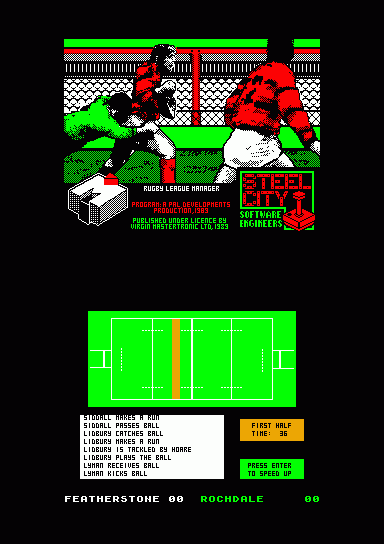 RUGBY LEAGUE MANAGER
PROGRAM: A PAL DEVELOPMENTS
PRODUCTION, 1989
PUBLISHED UNDER LICENCE BY
VIRGIN MASTERTRONIC LTD, 1989
STEEL
CITY
SOFTWARE
ENGINEERS
SIDDALL MAKES A RUN
SIDDALL PASSES BALL
LIDBURY CATCHES BALL
LIDBURY MAKES A RUN
LIDBURY IS TACKLED BY HOARE
LIDBURY PLAYS THE BALL
LYMAN RECEIVES BALL
LYMAN KICKS BALL
FIRST HALF
TIME: 36
PRESS ENTER
TO SPEED UP
FEATHERSTONE 00 ROCHDALE 00